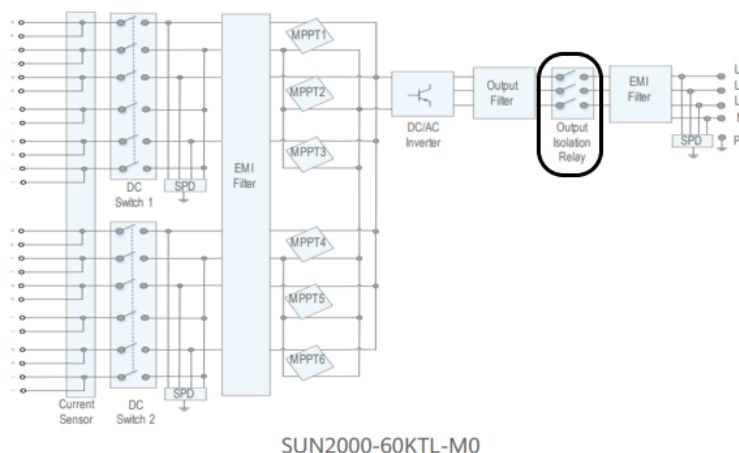 MPPT1
MPPT2
MPPT3
MPPT4
MPPT5
MPPT6
EMI
Filter
DC/AC
Inverter
Output
Filter
Output
Isolation
Relay
EMI
Filter
L
L
L
N
P
SPD
DC
Switch 1
SPD
Current
Sensor
DC
Switch 2
SPD
SUN2000-60KTL-M0